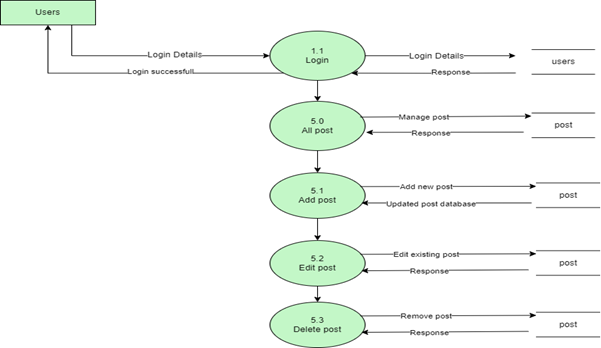 Users
Login Details
Login successfull
1.1
Login
Login Details
Response
users
5.0
All post
Manage post
Response
post
5.1
Add post
Add new post
Updated post database
post
5.2
Edit post
Edit existing post
Response
post
5.3
Delete post
Remove post
Response
post